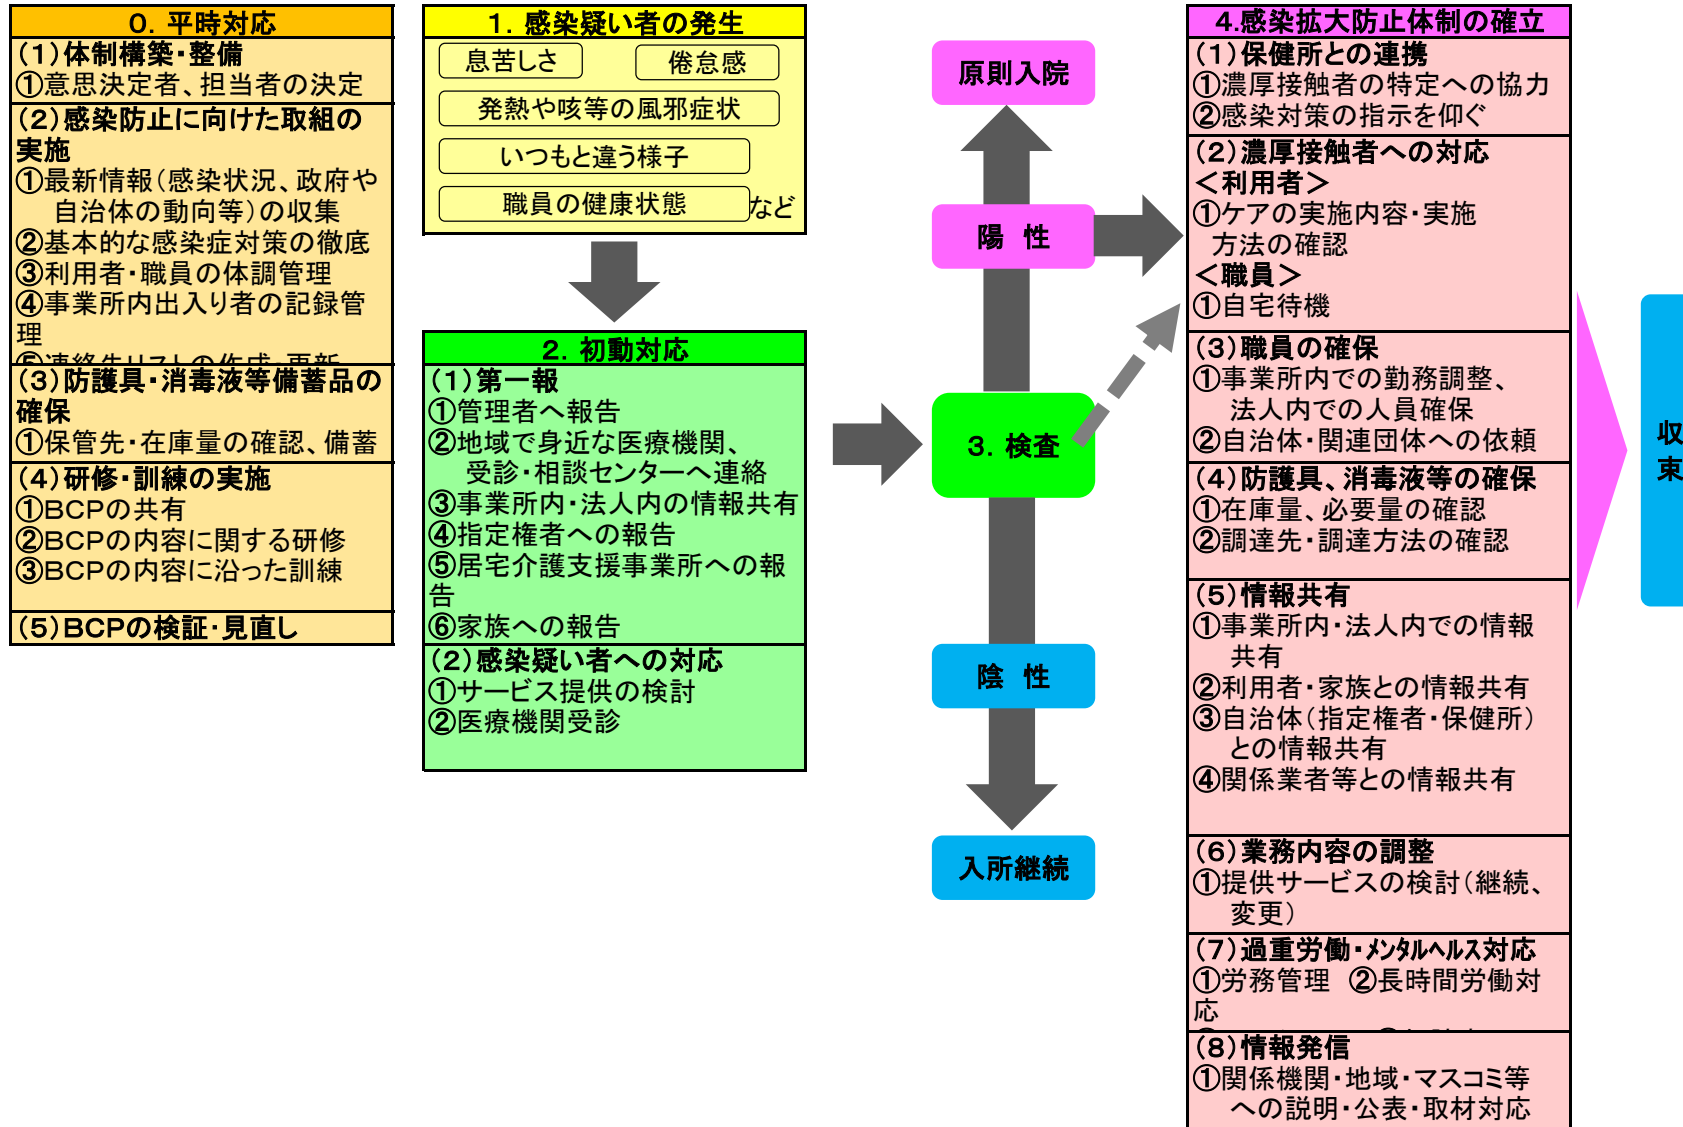 ０．平時対応
（１）体制構築・整備
①意思決定者、担当者の決定
（２）感染防止に向けた取組の
実施
①最新情報（感染状況、政府や
自治体の動向等）の収集
②基本的な感染症対策の徹底
③利用者・職員の体調管理
④事業所内出入り者の記録管
理
⑤連絡先リストの作成・更新
（３）防護具・消毒液等備蓄品の
確保
①保管先・在庫量の確認、備蓄
（４）研修・訓練の実施
①BCPの共有
②BCPの内容に関する研修
③BCPの内容に沿った訓練
（５）BCPの検証・見直し
１．感染疑い者の発生
息苦しさ
倦怠感
発熱や咳等の風邪症状
いつもと違う様子
職員の健康状態
など
２．初動対応
（１）第一報
①管理者へ報告
②地域で身近な医療機関、
受診・相談センターへ連絡
③事業所内・法人内の情報共有
④指定権者への報告
⑤居宅介護支援事業所への報
告
⑥家族への報告
（２）感染疑い者への対応
①サービス提供の検討
②医療機関受診
原則入院
陽 性
３．検査
陰 性
入所継続
４.感染拡大防止体制の確立
（１）保健所との連携
①濃厚接触者の特定への協力
②感染対策の指示を仰ぐ
（２）濃厚接触者への対応
＜利用者＞
①ケアの実施内容・実施
方法の確認
＜職員＞
①自宅待機
（３）職員の確保
①事業所内での勤務調整、
法人内での人員確保
②自治体・関連団体への依頼
（４）防護具、消毒液等の確保
①在庫量、必要量の確認
②調達先・調達方法の確認
（５）情報共有
①事業所内・法人内での情報
共有
②利用者・家族との情報共有
③自治体（指定権者・保健所）
との情報共有
④関係業者等との情報共有
（６）業務内容の調整
①提供サービスの検討（継続、
変更）
（７）過重労働・ﾒﾝﾀﾙﾍﾙｽ対応
①労務管理 ②長時間労働対
応
（８）情報発信
①関係機関・地域・マスコミ等
への説明・公表・取材対応
収
束